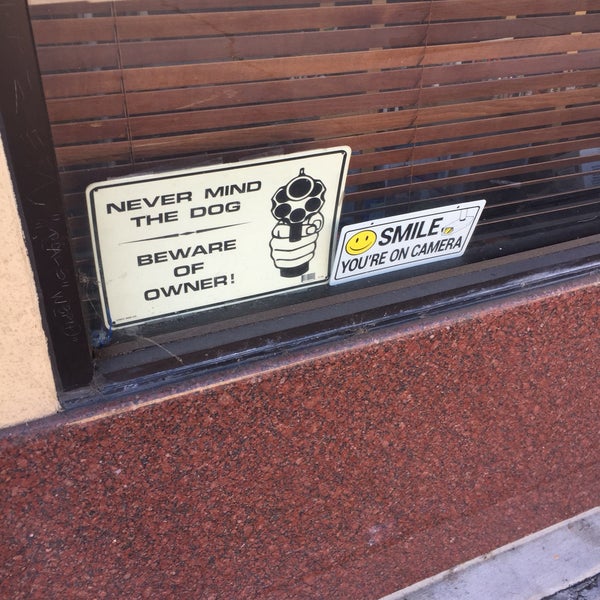 NEVER MIND
THE DOG
BEWARE
OF
OWNER!
SMILE
YOU'RE ON CAMERA